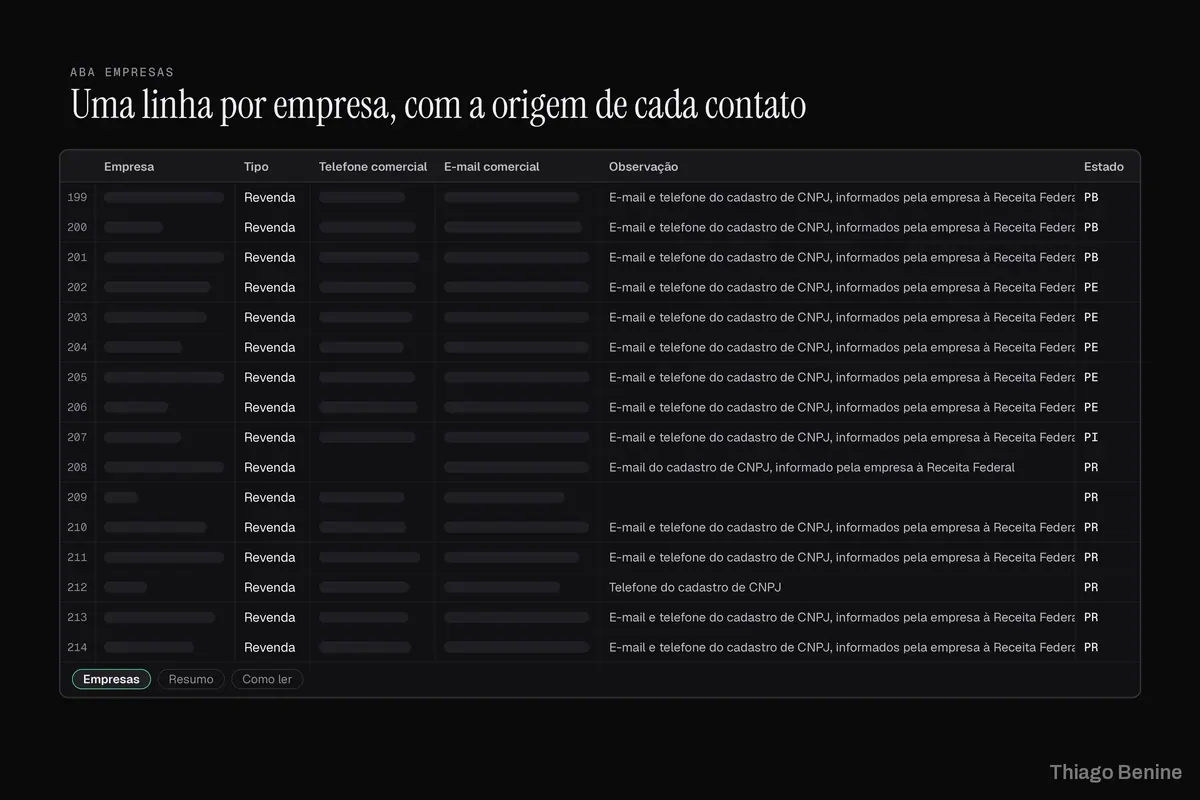 ABA EMPRESAS
Uma linha por empresa, com a origem de cada contato
Empresa Tipo Telefone comercial E-mail comercial Observação Estado
199 Revenda E-mail e telefone do cadastro de CNPJ, informados pela empresa à Receita Federa PB
200 Revenda E-mail e telefone do cadastro de CNPJ, informados pela empresa à Receita Federa PB
201 Revenda E-mail e telefone do cadastro de CNPJ, informados pela empresa à Receita Federa PB
202 Revenda E-mail e telefone do cadastro de CNPJ, informados pela empresa à Receita Federa PE
203 Revenda E-mail e telefone do cadastro de CNPJ, informados pela empresa à Receita Federa PE
204 Revenda E-mail e telefone do cadastro de CNPJ, informados pela empresa à Receita Federa PE
205 Revenda E-mail e telefone do cadastro de CNPJ, informados pela empresa à Receita Federa PE
206 Revenda E-mail e telefone do cadastro de CNPJ, informados pela empresa à Receita Federa PE
207 Revenda E-mail e telefone do cadastro de CNPJ, informados pela empresa à Receita Federa PI
208 Revenda E-mail do cadastro de CNPJ, informado pela empresa à Receita Federal PR
209 Revenda PR
210 Revenda E-mail e telefone do cadastro de CNPJ, informados pela empresa à Receita Federa PR
211 Revenda E-mail e telefone do cadastro de CNPJ, informados pela empresa à Receita Federa PR
212 Revenda Telefone do cadastro de CNPJ PR
213 Revenda E-mail e telefone do cadastro de CNPJ, informados pela empresa à Receita Federa PR
214 Revenda E-mail e telefone do cadastro de CNPJ, informados pela empresa à Receita Federa PR
Empresas Resumo Como ler
Thiago Benine